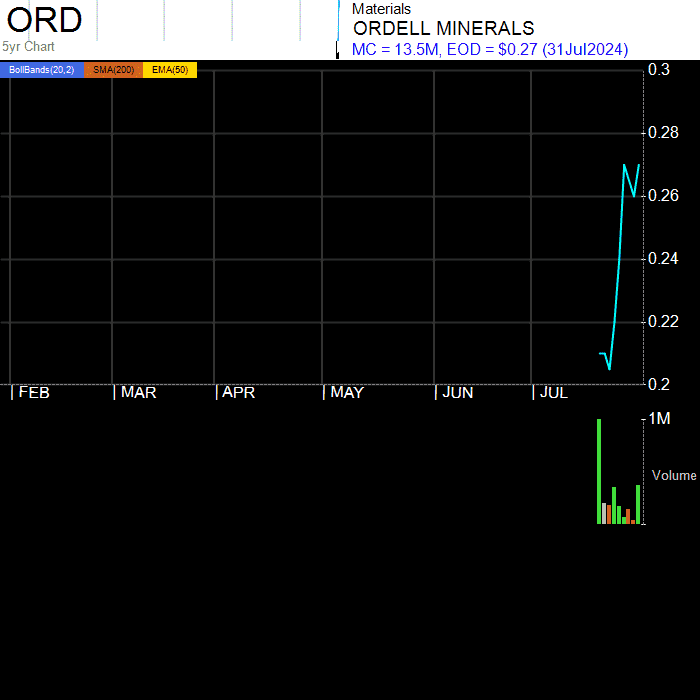 ORD
5yr Chart
Materials
ORDELL MINERALS
MC = 13.5M, EOD = $0.27 (31Jul2024)
BollBands(20,2) SMA(200) EMA(50)
0.3
0.28
0.26
0.24
0.22
0.2
| FEB | MAR | APR | MAY | JUN | JUL
1M
Volume